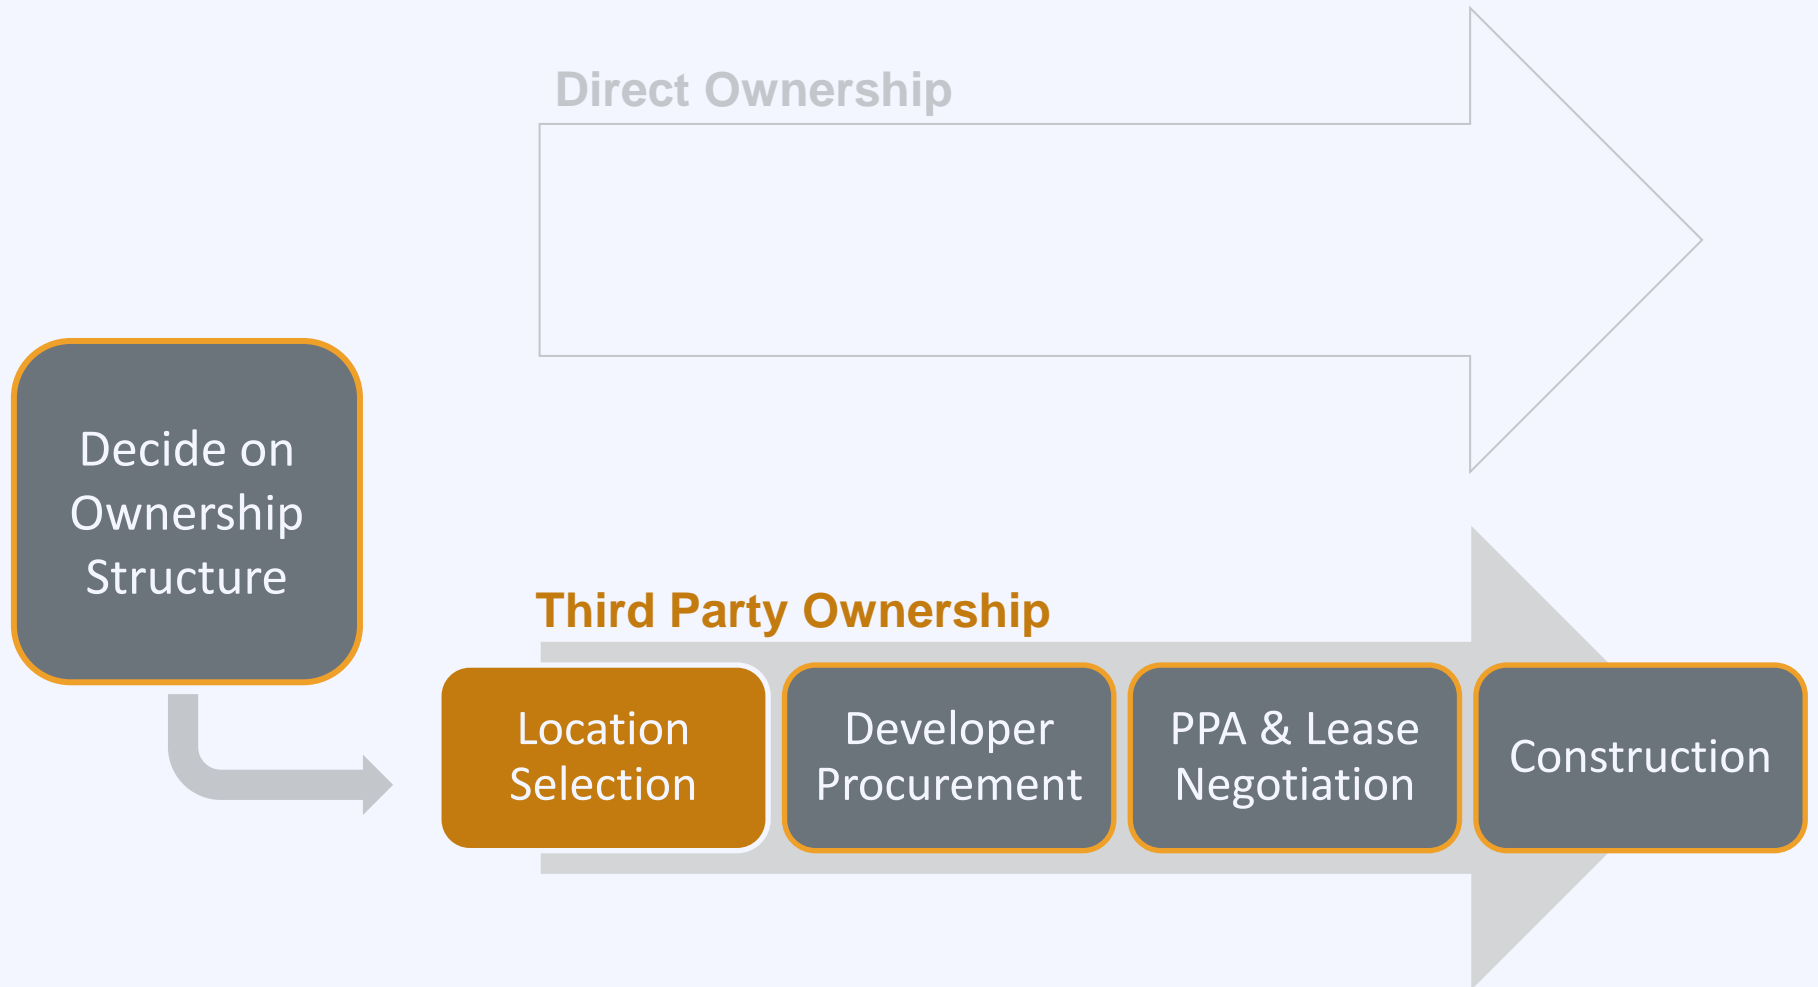 Direct Ownership
Decide on
Ownership
Structure
Third Party Ownership
Location
Selection
Developer
Procurement
PPA & Lease
Negotiation
Construction